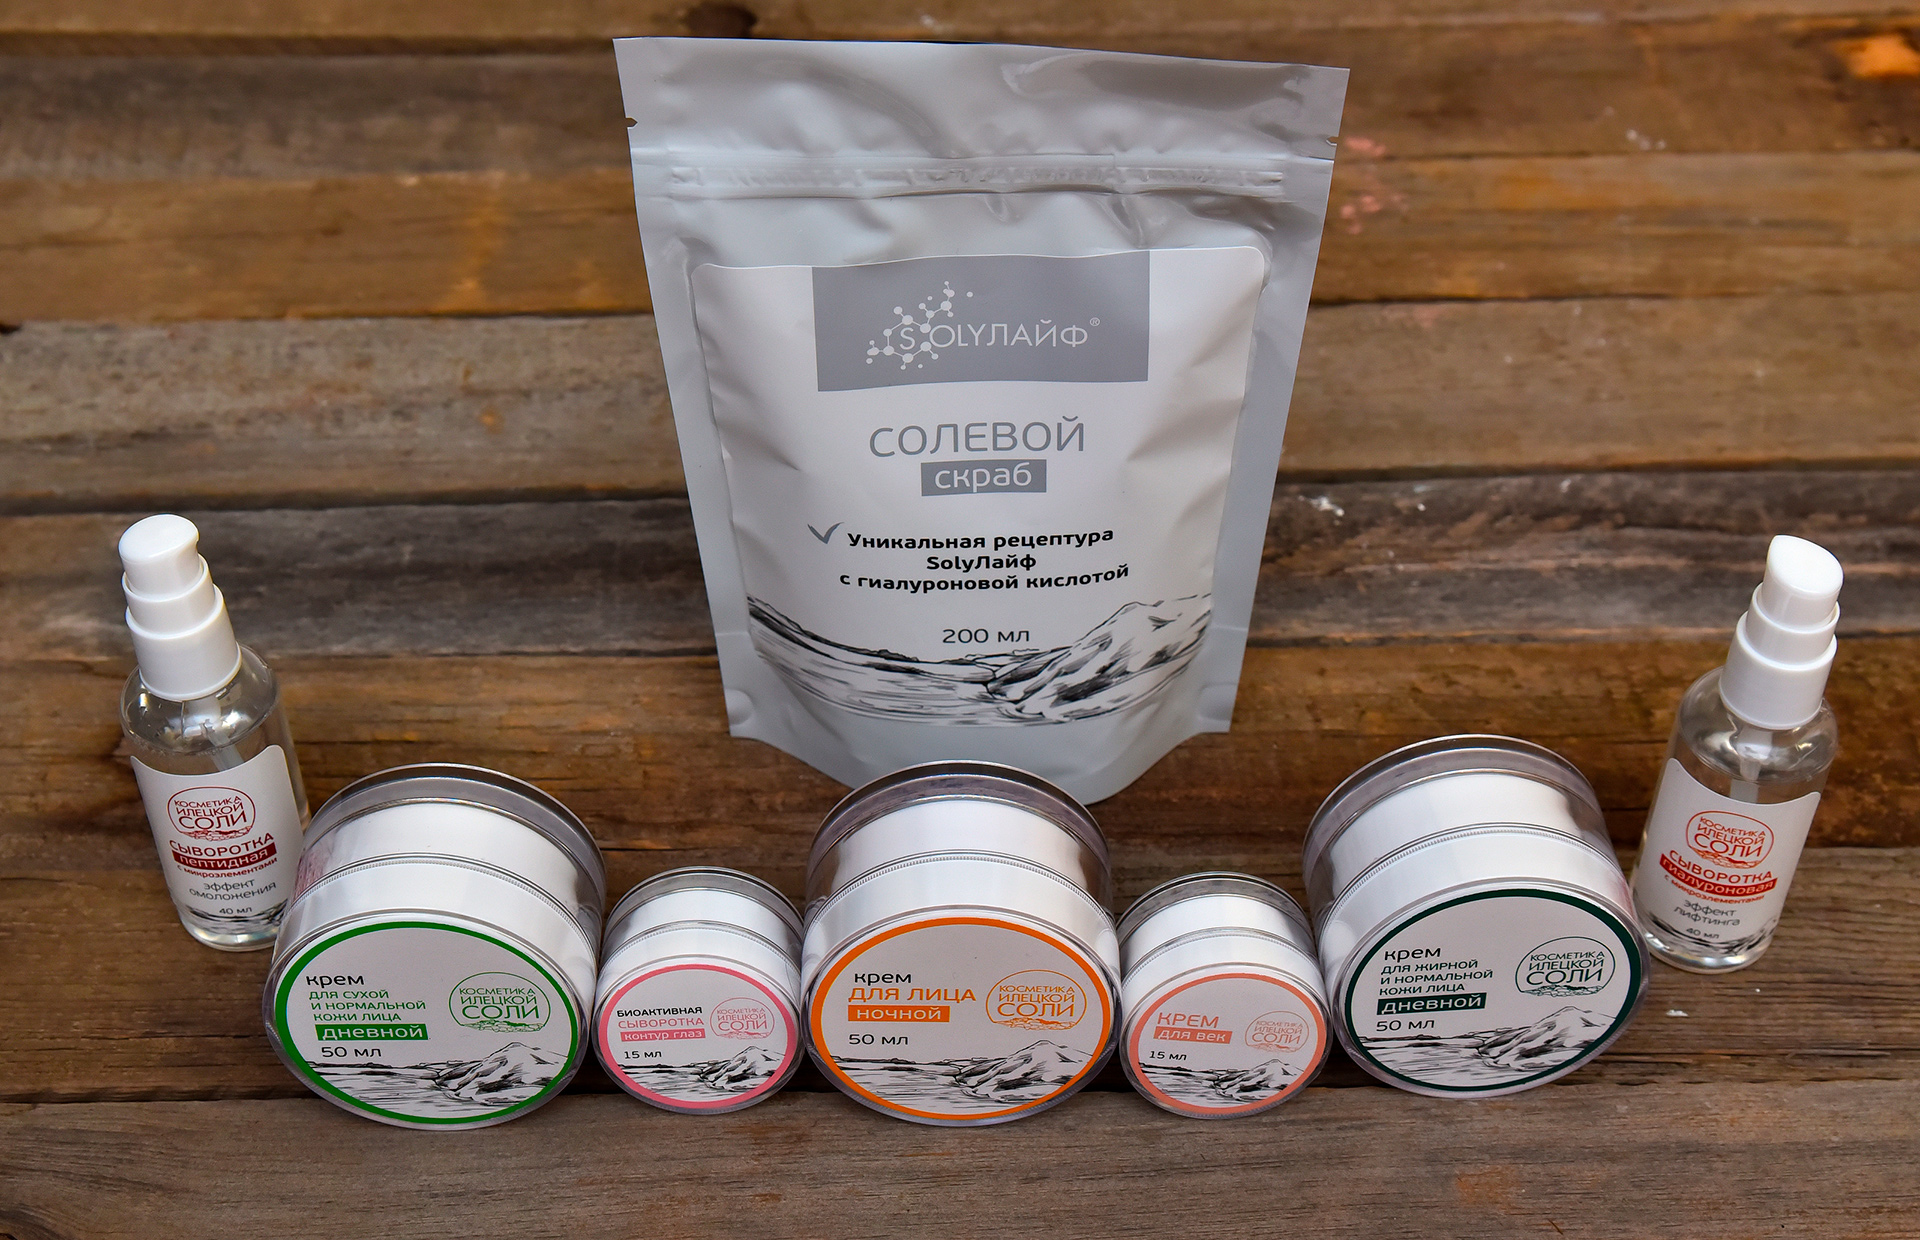 SOLYЛАЙФ®
СОЛЕВОЙ
скраб
Уникальная рецептура
SolyЛайф
с гиалуроновой кислотой
200 мл
КОСМЕТИКА
ИЛЕЦКОЙ
СОЛИ
СЫВОРОТКА
пептидная
с микроэлементами
эффект
омоложения
40 мл
крем
ДЛЯ СУХОЙ
И НОРМАЛЬНОЙ
КОЖИ ЛИЦА
дневной
50 мл
КОСМЕТИКА
ИЛЕЦКОЙ
СОЛИ
БИОАКТИВНАЯ
СЫВОРОТКА
контур глаз
15 мл
КОСМЕТИКА
ИЛЕЦКОЙ
СОЛИ
крем
ДЛЯ ЛИЦА
ночной
50 мл
КОСМЕТИКА
ИЛЕЦКОЙ
СОЛИ
КРЕМ
для век
15 мл
КОСМЕТИКА
ИЛЕЦКОЙ
СОЛИ
крем
ДЛЯ ЖИРНОЙ
И НОРМАЛЬНОЙ
КОЖИ ЛИЦА
дневной
50 мл
КОСМЕТИКА
ИЛЕЦКОЙ
СОЛИ
КОСМЕТИКА
ИЛЕЦКОЙ
СОЛИ
СЫВОРОТКА
гиалуроновая
с микроэлементами
эффект
лифтинга
40 мл